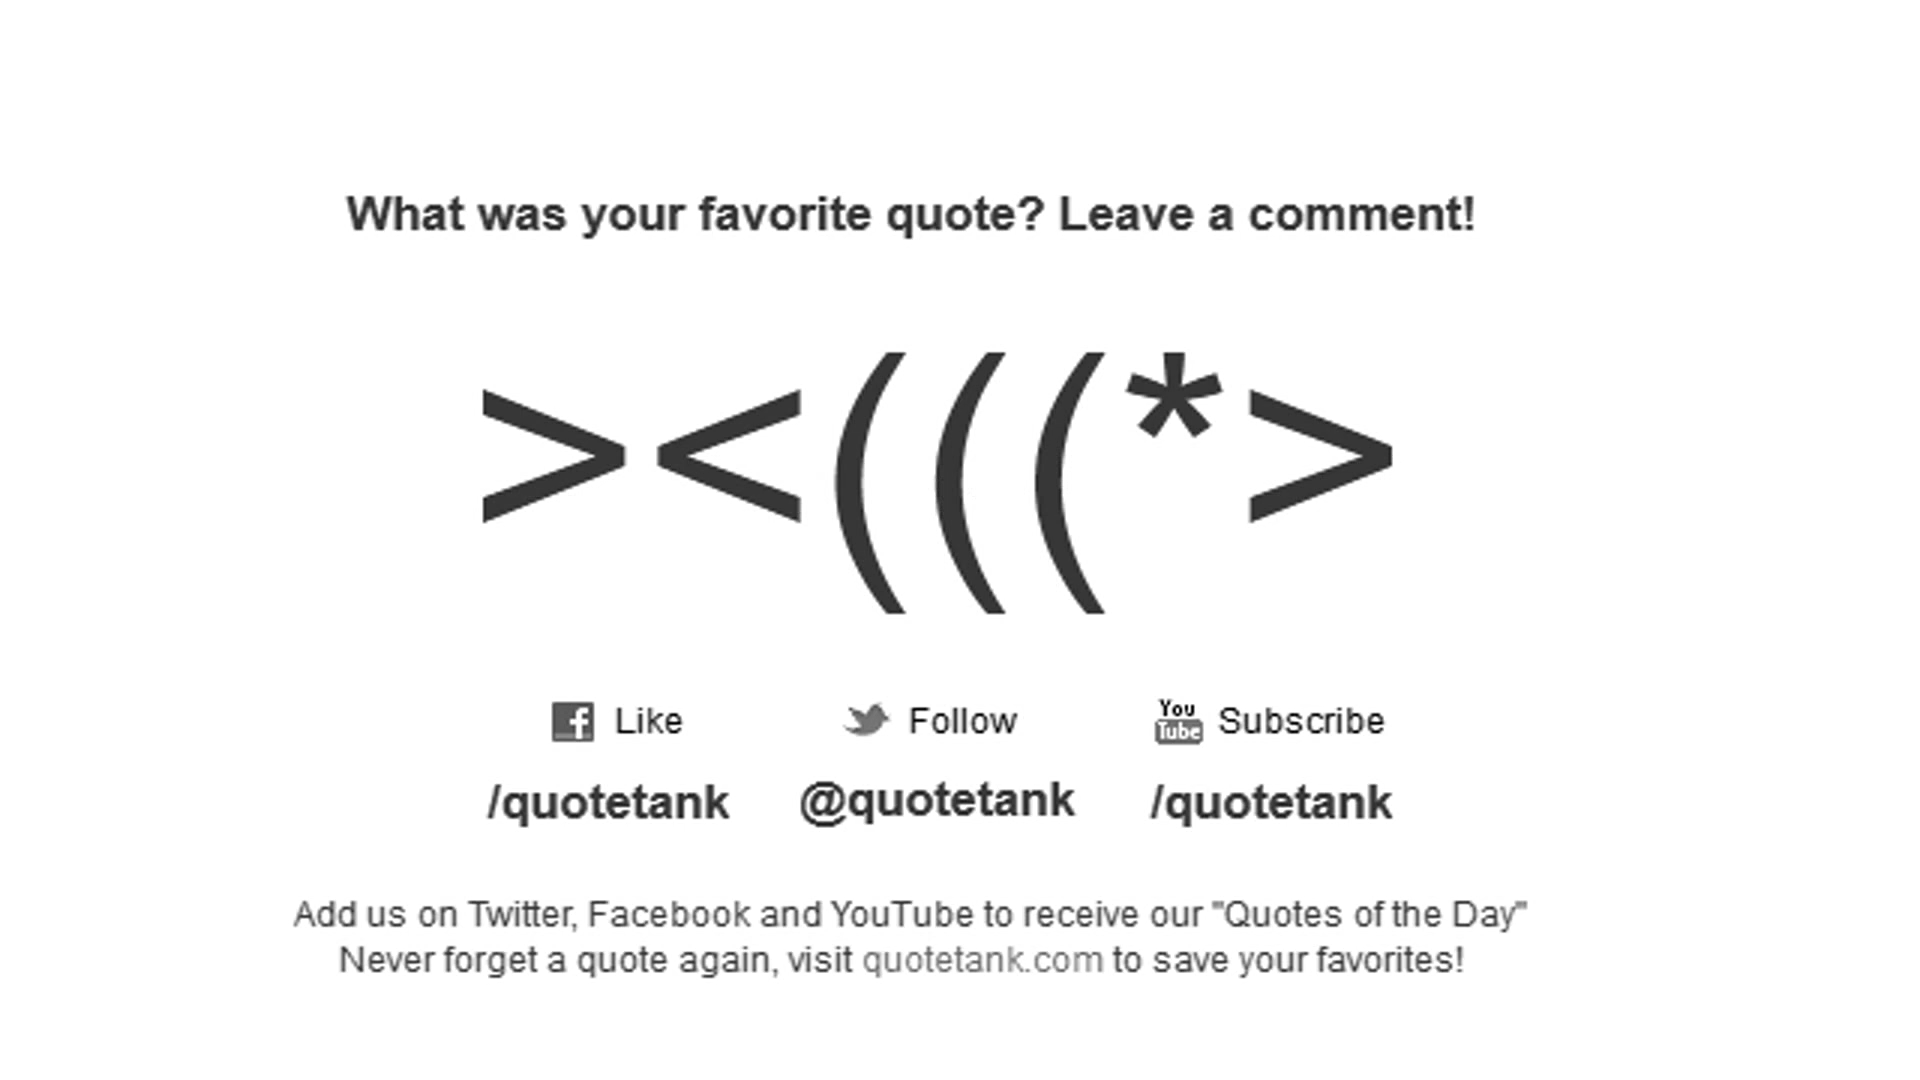 What was your favorite quote? Leave a comment!
><(((*>
f Like Follow You Tube Subscribe
/quotetank @quotetank /quotetank
Add us on Twitter, Facebook and YouTube to receive our "Quotes of the Day"
Never forget a quote again, visit quotetank.com to save your favorites!